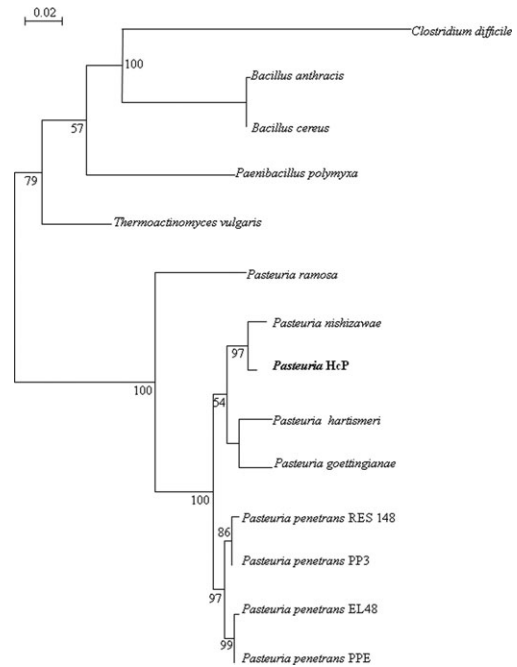 0.02
Clostridium difficile
100
Bacillus anthracis
57
Bacillus cereus
79
Paenibacillus polymyxa
Thermoactinomyces vulgaris
Pasteuria ramosa
Pasteuria nishizawae
97
Pasteuria HcP
100
54
Pasteuria hartismeri
Pasteuria goettingianae
100
Pasteuria penetrans RES 148
86
Pasteuria penetrans PP3
97
Pasteuria penetrans EL48
99
Pasteuria penetrans PPE